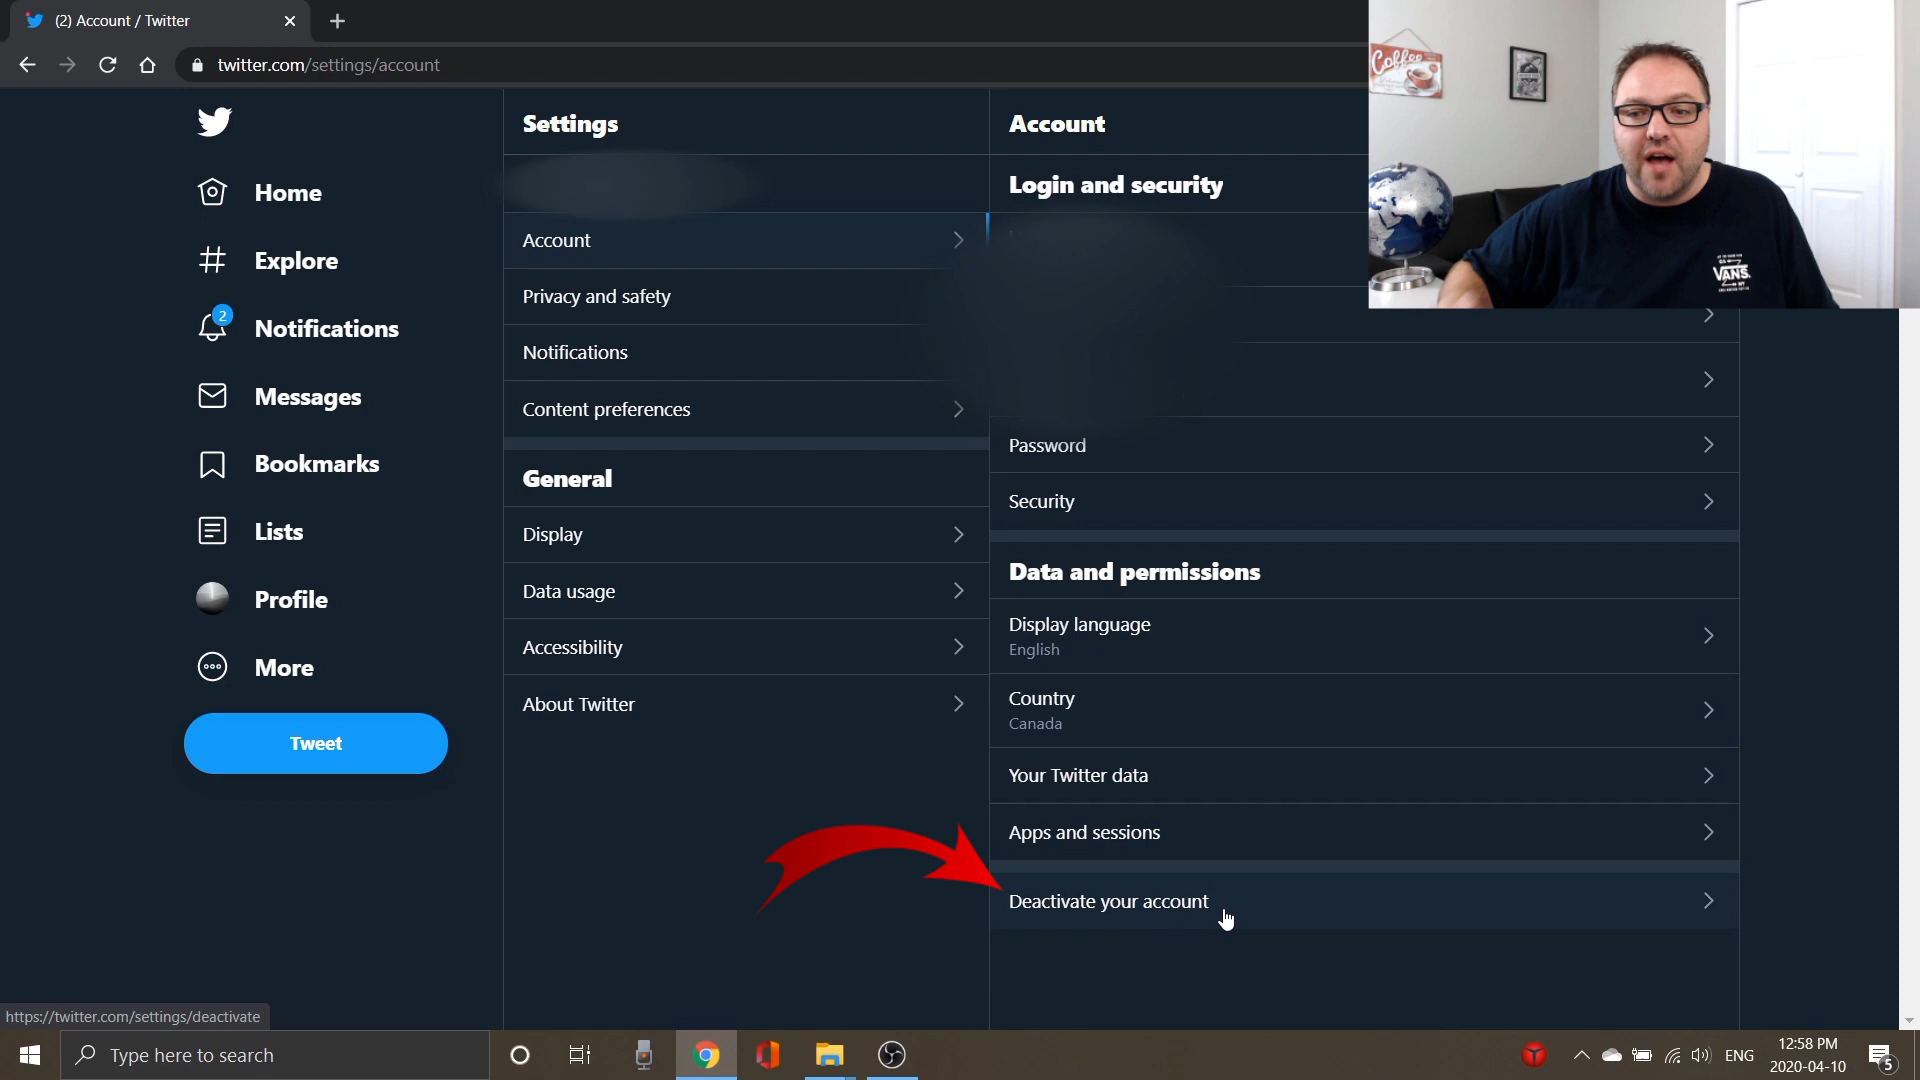 (2) Account / Twitter
twitter.com/settings/account
Home
Explore
2
Notifications
Messages
Bookmarks
Lists
Profile
More
Tweet
Settings
Account
Privacy and safety
Notifications
Content preferences
General
Display
Data usage
Accessibility
About Twitter
Account
Login and security
Password
Security
Data and permissions
Display language
English
Country
Canada
Your Twitter data
Apps and sessions
Deactivate your account
Coffee
VANS
https://twitter.com/settings/deactivate
Type here to search
ENG
12:58 PM
2020-04-10
5